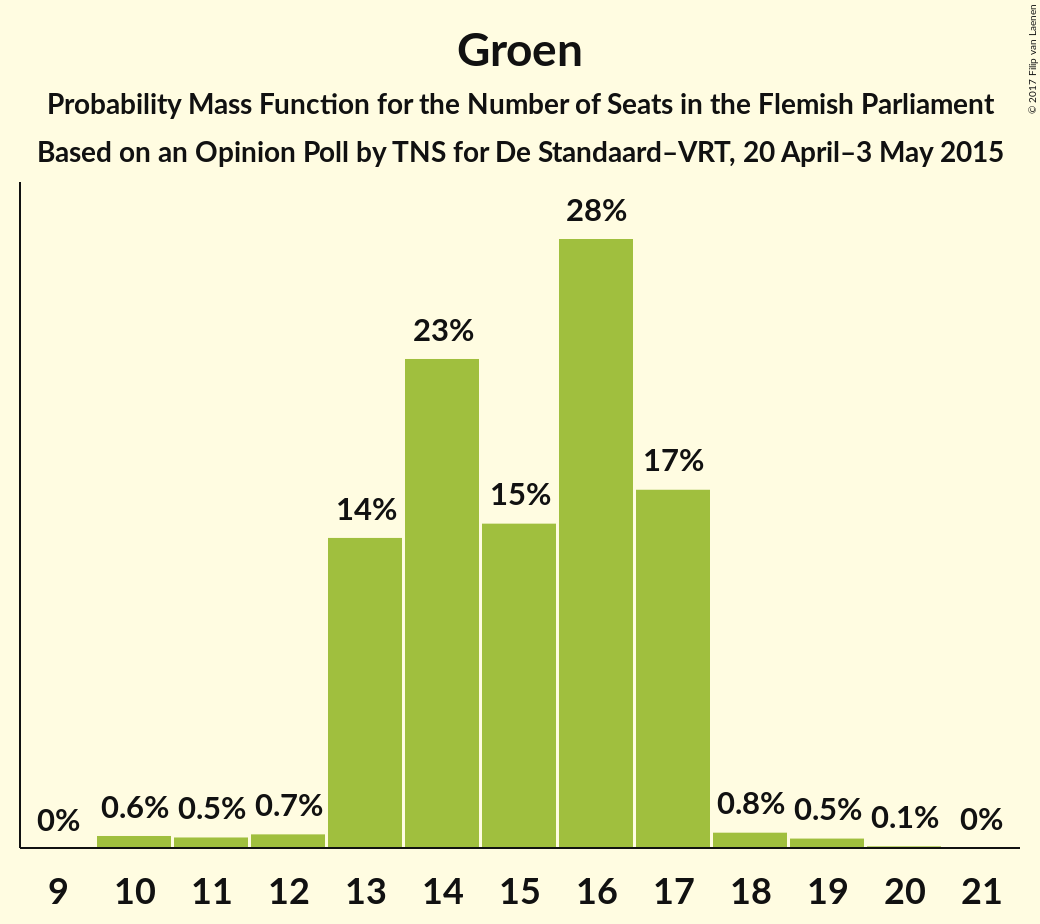 Groen
Probability Mass Function for the Number of Seats in the Flemish Parliament
Based on an Opinion Poll by TNS for De Standaard–VRT, 20 April–3 May 2015
© 2017 Filip van Laenen
0% 0.6% 0.5% 0.7% 14% 23% 15% 28% 17% 0.8% 0.5% 0.1% 0%
9 10 11 12 13 14 15 16 17 18 19 20 21